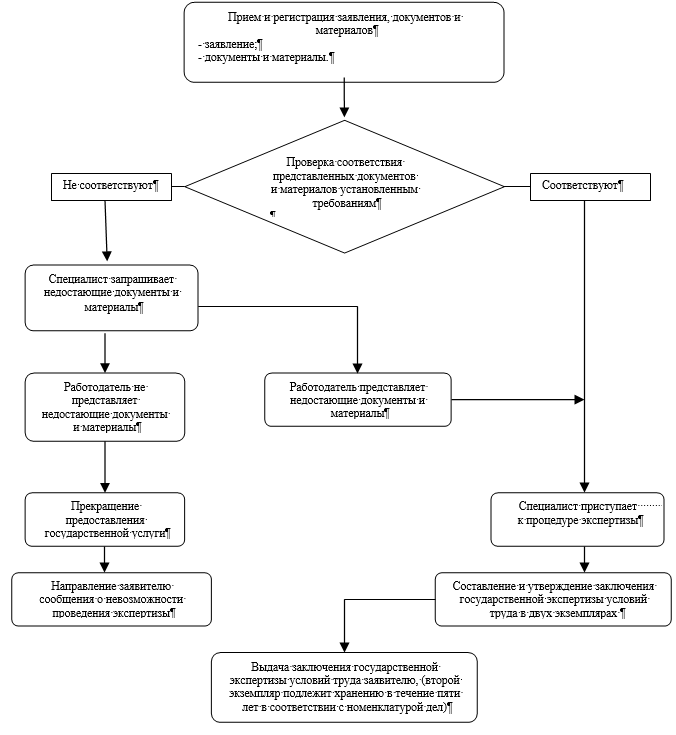 Прием и регистрация заявления, документов и
материалов¶
- заявление;¶
- документы и материалы.¶
Проверка соответствия
представленных документов
и материалов установленным
требованиям¶
¶
Не соответствуют¶
Соответствуют¶
Специалист запрашивает
недостающие документы и
материалы¶
Работодатель не
представляет
недостающие документы
и материалы¶
Работодатель представляет
недостающие документы и
материалы¶
Прекращение
предоставления
государственной услуги¶
Специалист приступает
к процедуре экспертизы¶
Направление заявителю
сообщения о невозможности
проведения экспертизы¶
Составление и утверждение заключения
государственной экспертизы условий
труда в двух экземплярах ¶
Выдача заключения государственной
экспертизы условий труда заявителю, (второй
экземпляр подлежит хранению в течение пяти
лет в соответствии с номенклатурой дел)¶